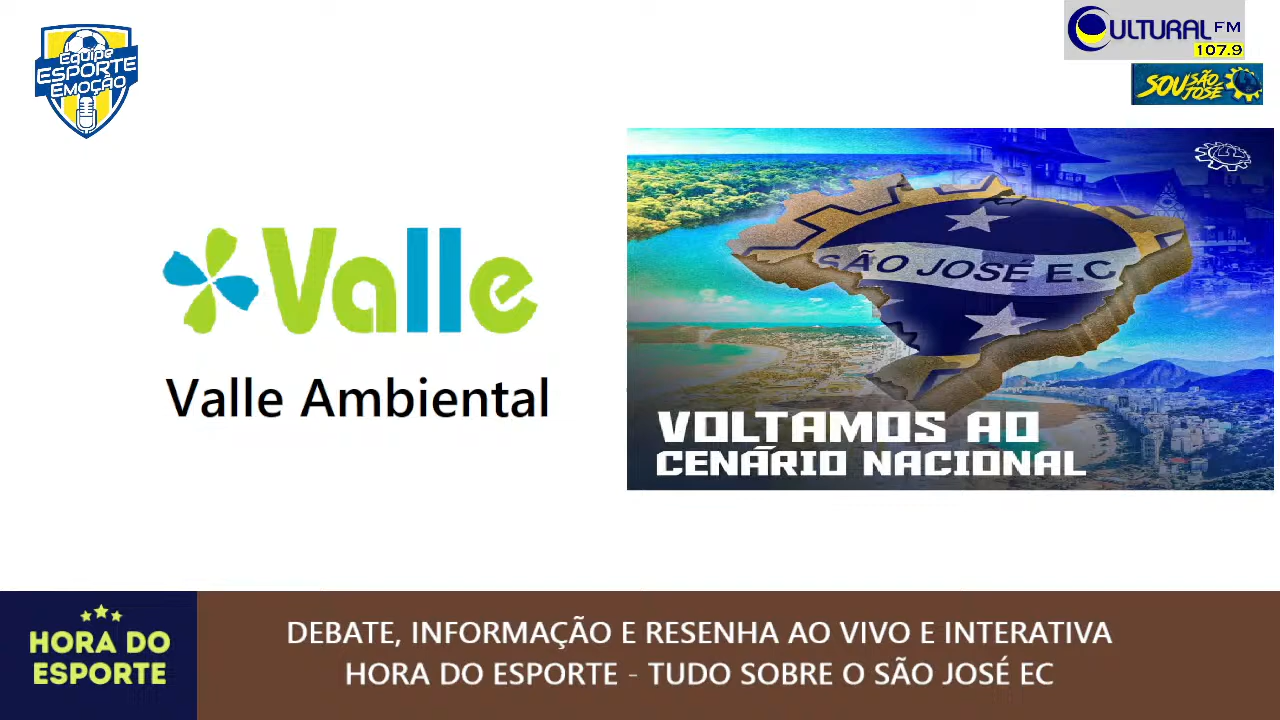 Equipe
ESPORTE
EMOÇÃO
CULTURAL FM
107.9
SOU SÃO
JOSÉ
Valle
Valle Ambiental
SÃO JOSÉ E.C
VOLTAMOS AO
CENÁRIO NACIONAL
HORA DO
ESPORTE
DEBATE, INFORMAÇÃO E RESENHA AO VIVO E INTERATIVA
HORA DO ESPORTE - TUDO SOBRE O SÃO JOSÉ EC